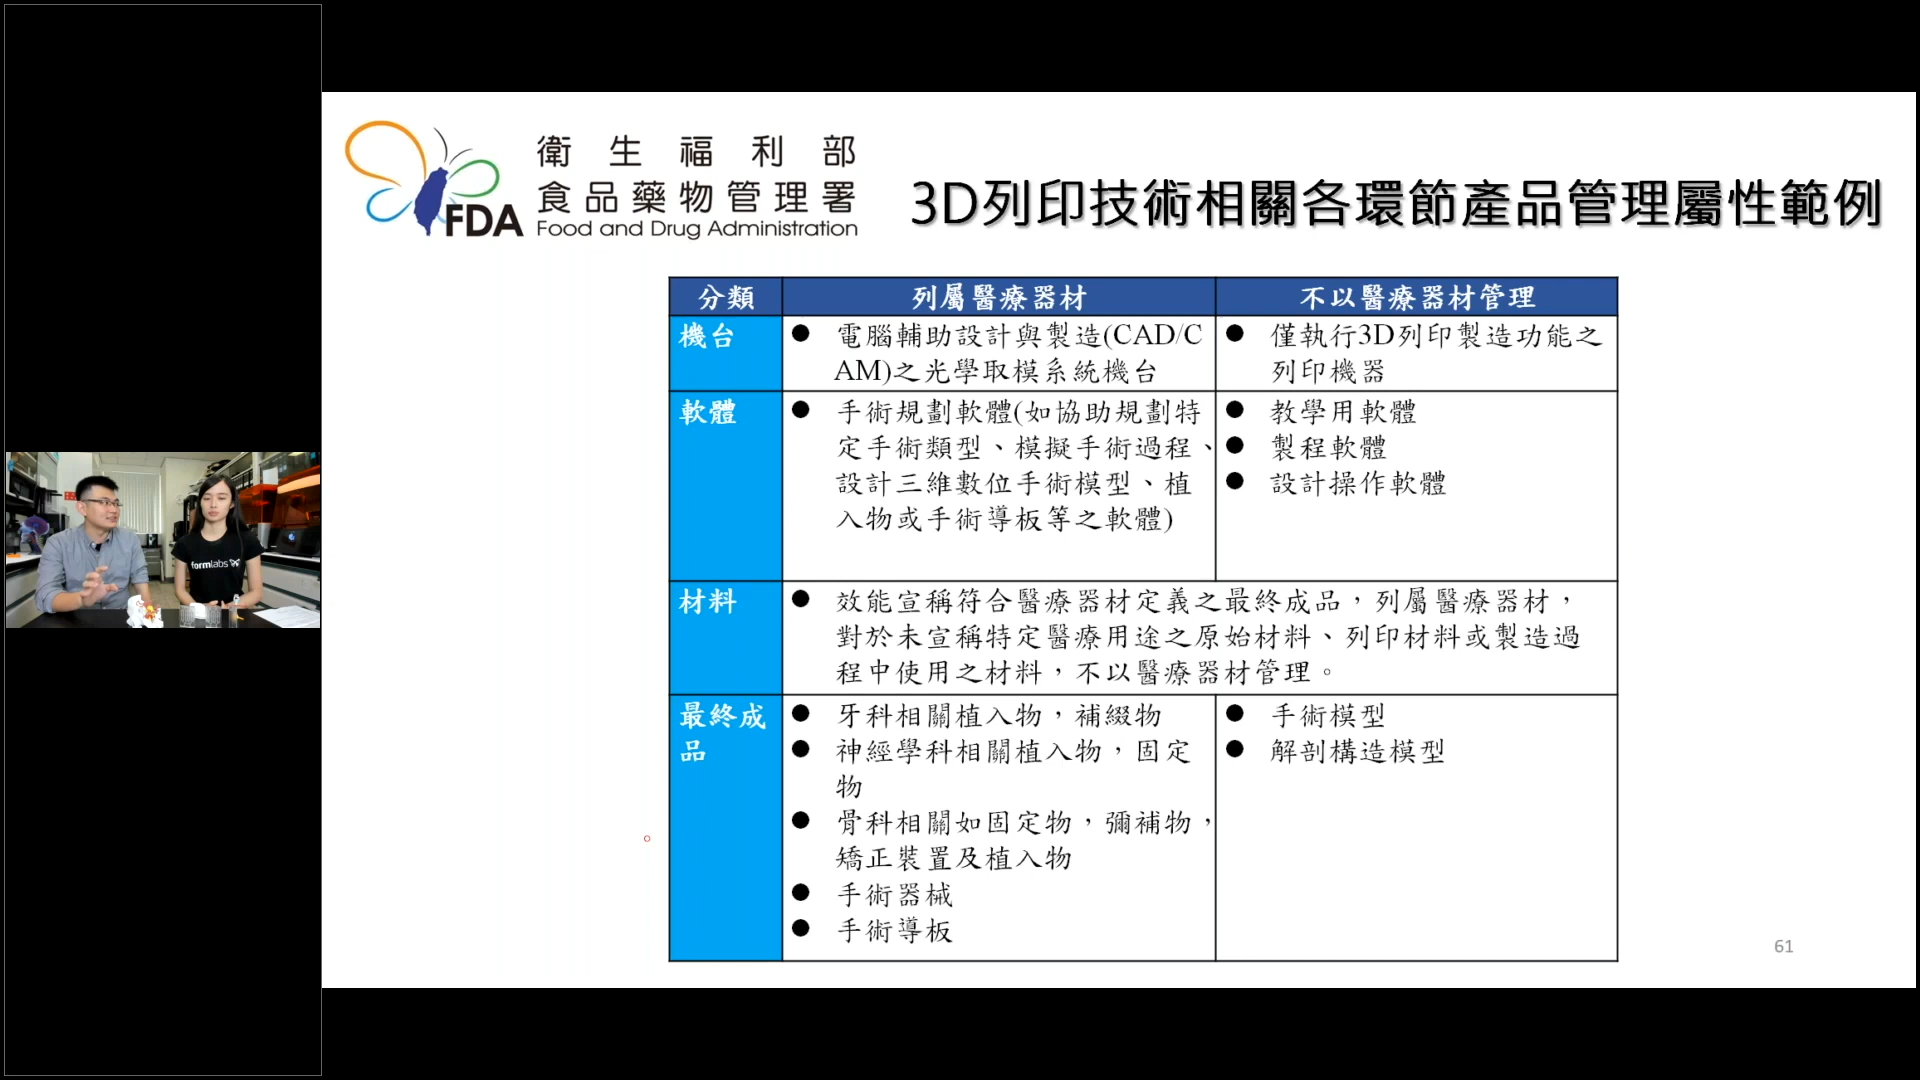 衛生福利部
食品藥物管理署
FDA
Food and Drug Administration
3D列印技術相關各環節產品管理屬性範例
分類
列屬醫療器材
不以醫療器材管理
機台
● 電腦輔助設計與製造(CAD/C
AM)之光學取模系統機台
● 僅執行3D列印製造功能之
列印機器
軟體
● 手術規劃軟體(如協助規劃特
定手術類型、模擬手術過程、
設計三維數位手術模型、植
入物或手術導板等之軟體)
● 教學用軟體
● 製程軟體
● 設計操作軟體
材料
● 效能宣稱符合醫療器材定義之最終成品，列屬醫療器材，
對於未宣稱特定醫療用途之原始材料、列印材料或製造過
程中使用之材料，不以醫療器材管理。
最終成
品
● 牙科相關植入物，補綴物
● 神經學科相關植入物，固定
物
● 骨科相關如固定物，彌補物，
矯正裝置及植入物
● 手術器械
● 手術導板
● 手術模型
● 解剖構造模型
61
formlabs